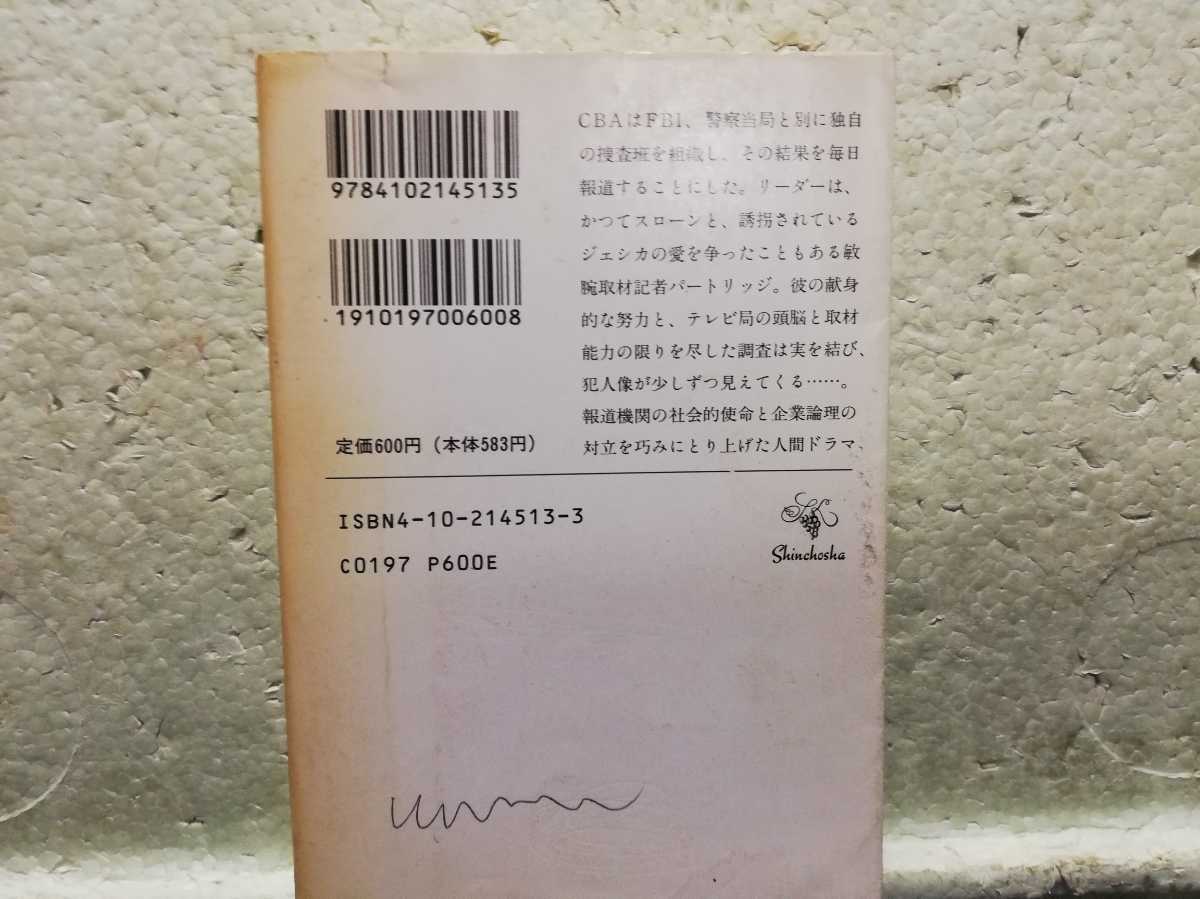 9784102145135
1910197006008
CBAはFBI、警察当局と別に独自
の捜査班を組織し、その結果を毎日
報道することにした。リーダーは、
かつてスローンと、誘拐されている
ジェシカの愛を争ったこともある敏
腕取材記者パートリッジ。彼の献身
的な努力と、テレビ局の頭脳と取材
能力の限りを尽した調査は実を結び、
犯人像が少しずつ見えてくる……。
報道機関の社会的使命と企業論理の
対立を巧みにとり上げた人間ドラマ、
定価600円（本体583円）
ISBN4-10-214513-3
C0197 P600E
Shinchosha